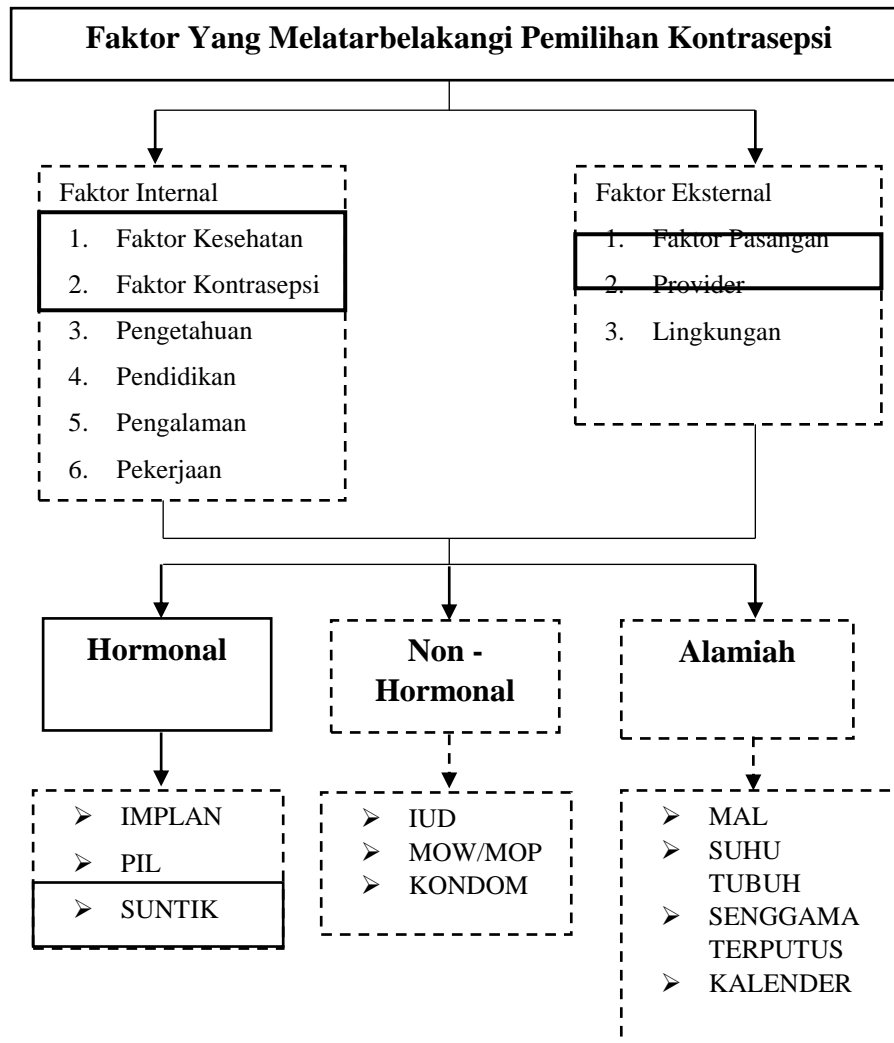 Faktor Yang Melatarbelakangi Pemilihan Kontrasepsi
Faktor Internal
1. Faktor Kesehatan
2. Faktor Kontrasepsi
3. Pengetahuan
4. Pendidikan
5. Pengalaman
6. Pekerjaan
Faktor Eksternal
1. Faktor Pasangan
2. Provider
3. Lingkungan
Hormonal
Non -
Hormonal
Alamiah
➢ IMPLAN
➢ PIL
➢ SUNTIK
➢ IUD
➢ MOW/MOP
➢ KONDOM
➢ MAL
➢ SUHU
TUBUH
➢ SENGGAMA
TERPUTUS
➢ KALENDER